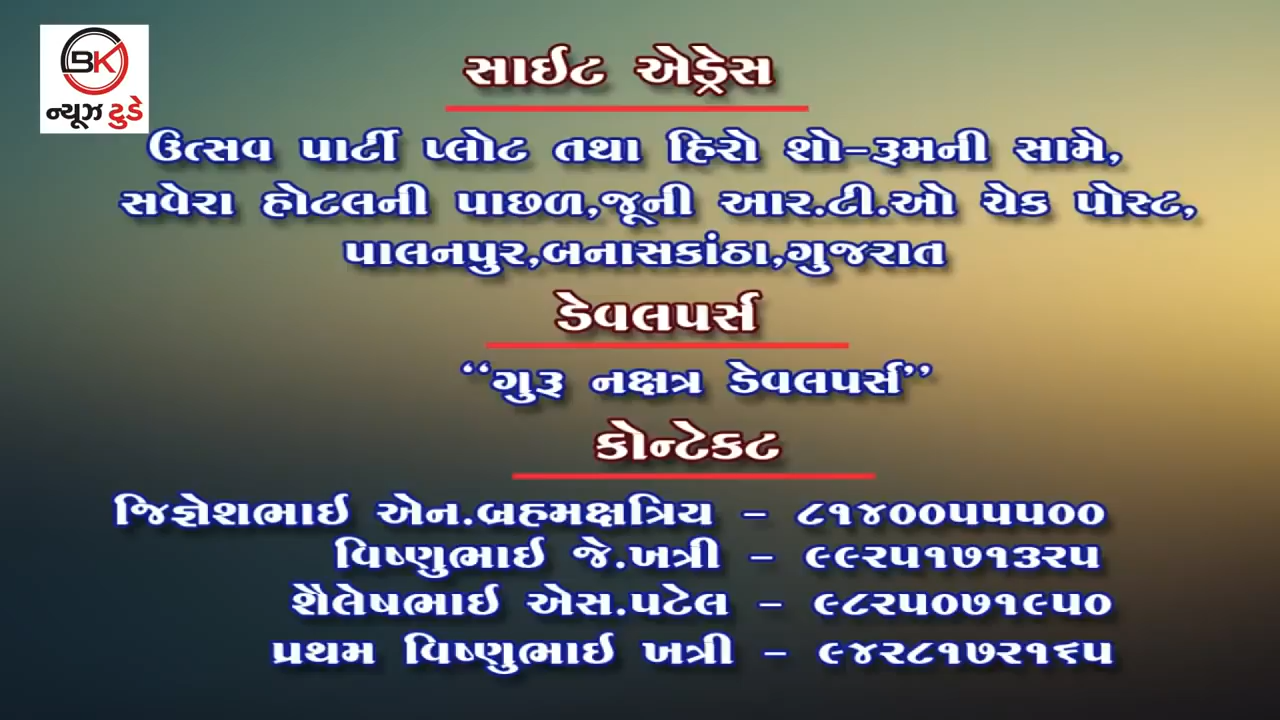 BK
ન્યૂઝ ટુડે
સાઈટ એડ્રેસ
ઉત્સવ પાર્ટી પ્લોટ તથા હિરો શો-રૂમની સામે,
સવેરા હોટલની પાછળ,જૂની આર.ટી.ઓ ચેક પોસ્ટ,
પાલનપુર,બનાસકાંઠા,ગુજરાત
ડેવલપર્સ
“ગુરૂ નક્ષત્ર ડેવલપર્સ”
કોન્ટેકટ
જિજ્ઞેશભાઈ એન.બ્રહમક્ષત્રિય - ૮૧૪૦૦૫૫૫૦૦
વિષ્ણુભાઈ જે.ખત્રી - ૯૯૨૫૧૭૧૩૨૫
શૈલેષભાઈ એસ.પટેલ - ૯૮૨૫૦૭૧૯૫૦
પ્રથમ વિષ્ણુભાઈ ખત્રી - ૯૪૨૮૧૭૨૧૬૫